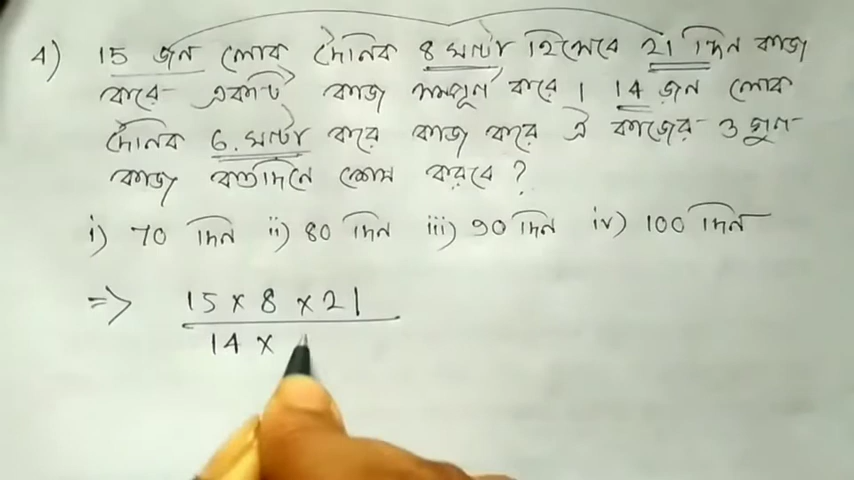 4) 15 জন লোক দৈনিক 8 ঘন্টা হিসেবে 21 দিন কাজ
করে একটি কাজ সম্পূর্ণ করে। 14 জন লোক
দৈনিক 6 ঘন্টা করে কাজ করে ঐ কাজের 3 গুন
কাজ কতদিনে শেষ করবে ?
i) 70 দিন ii) 80 দিন iii) 90 দিন iv) 100 দিন
=> 15 x 8 x 21
14 x